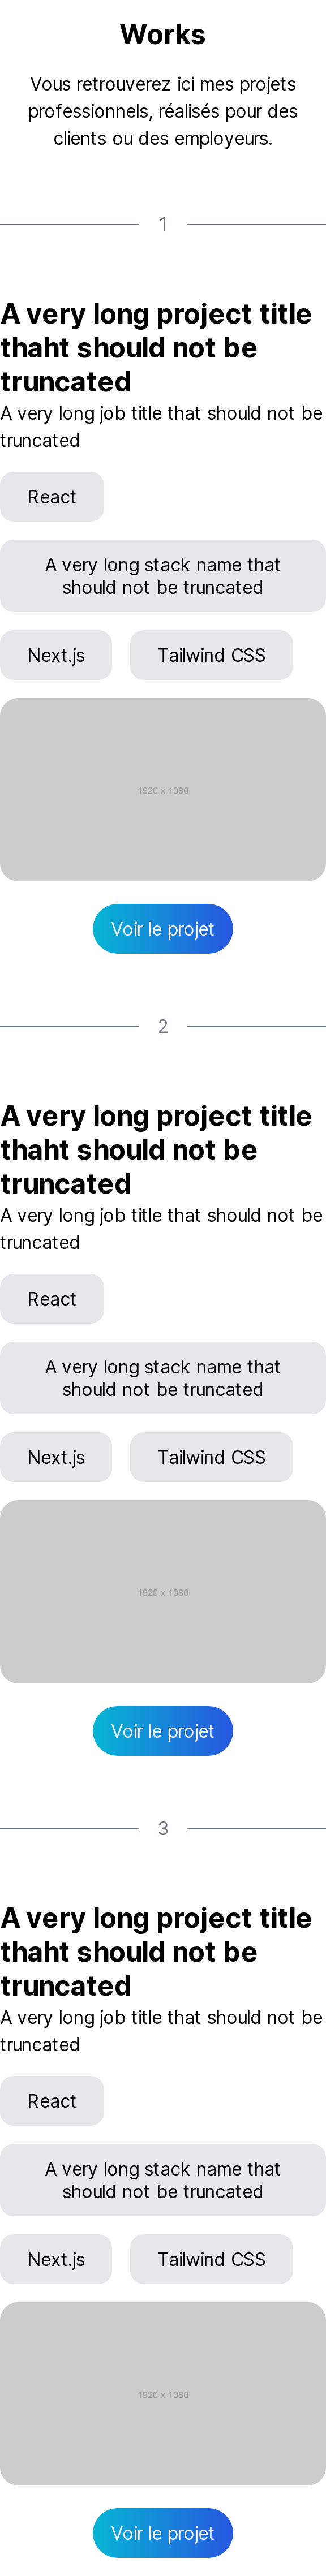 Works
Vous retrouverez ici mes projets
professionnels, réalisés pour des
clients ou des employeurs.
1
A very long project title
thaht should not be
truncated
A very long job title that should not be
truncated
React
A very long stack name that
should not be truncated
Next.js Tailwind CSS
1920 x 1080
Voir le projet
2
A very long project title
thaht should not be
truncated
A very long job title that should not be
truncated
React
A very long stack name that
should not be truncated
Next.js Tailwind CSS
1920 x 1080
Voir le projet
3
A very long project title
thaht should not be
truncated
A very long job title that should not be
truncated
React
A very long stack name that
should not be truncated
Next.js Tailwind CSS
1920 x 1080
Voir le projet